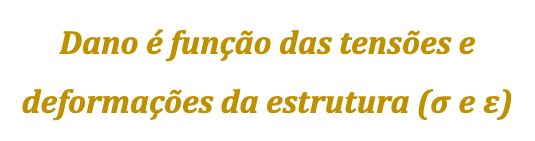 Dano é função das tensões e
deformações da estrutura (σ e ε)